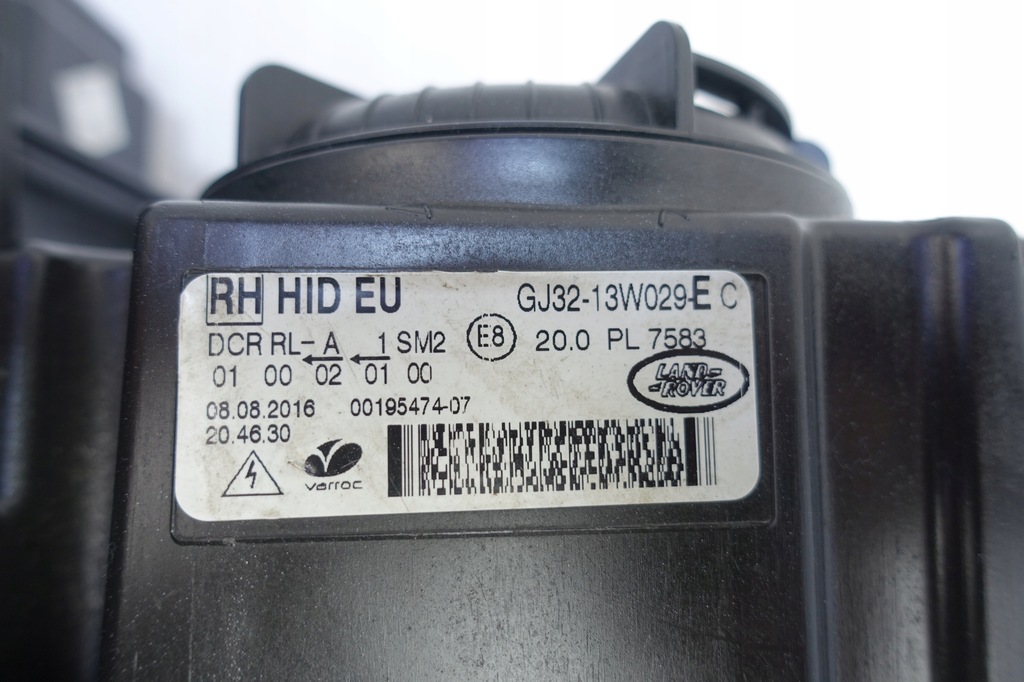 RH HID EU GJ32-13W029-E C
DCR RL- A 1 SM2 E8 20.0 PL 7583
01 00 02 01 00
LAND-
-ROVER
08.08.2016 00195474-07
20.46.30
varroc